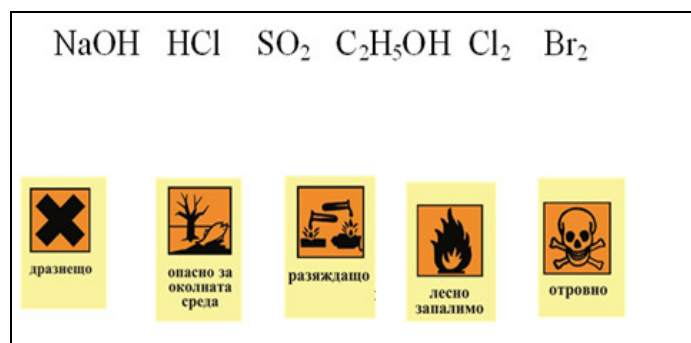 NaOH HCl SO₂ C₂H₅OH Cl₂ Br₂
дразнещо
опасно за
околната
среда
разяждащо
лесно
запалимо
отровно